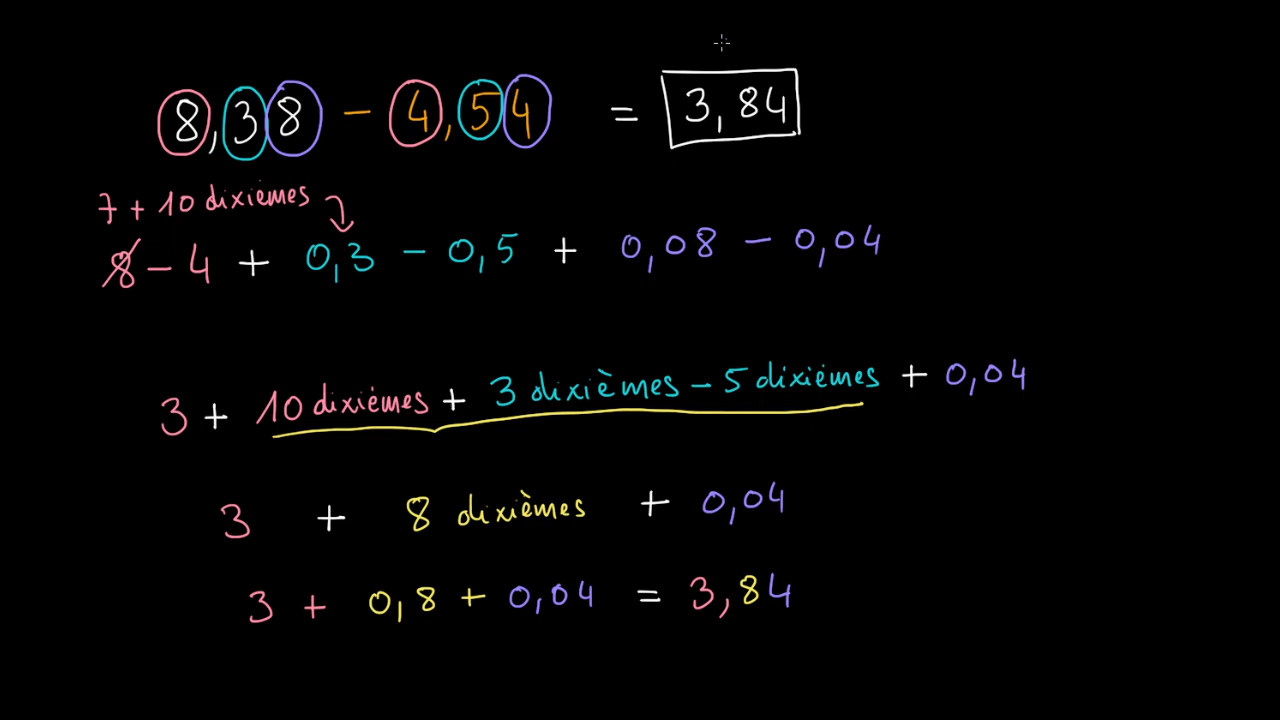 8,38 - 4,54 = 3,84
7 + 10 dixièmes
8 - 4 + 0,3 - 0,5 + 0,08 - 0,04
3 + 10 dixièmes + 3 dixièmes - 5 dixièmes + 0,04
3 + 8 dixièmes + 0,04
3 + 0,8 + 0,04 = 3,84